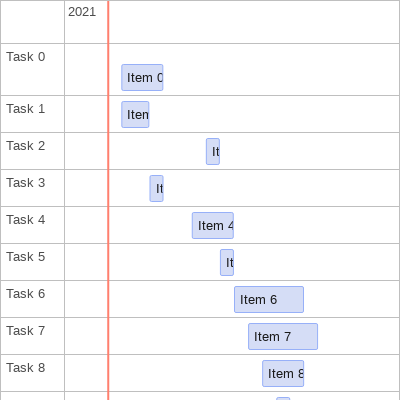 2021
Task 0
Item 0
Task 1
Item
Task 2
It
Task 3
It
Task 4
Item 4
Task 5
It
Task 6
Item 6
Task 7
Item 7
Task 8
Item 8